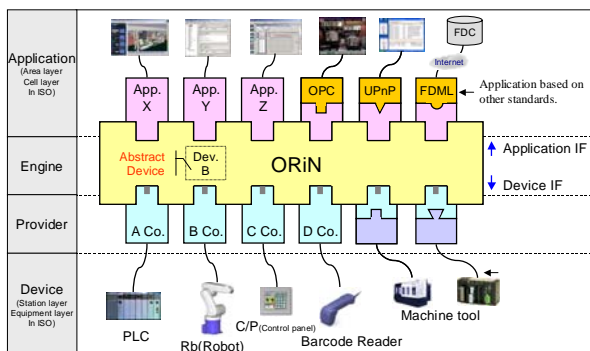 Application
(Area layer
Cell layer
In ISO)
Engine
Provider
Device
(Station layer
Equipment layer
In ISO)
FDC
Internet
App.
X
App.
Y
App.
Z
OPC
UPnP
FDML
Application based on
other standards.
Abstract
Device
Dev.
B
ORiN
Application IF
Device IF
A Co.
B Co.
C Co.
D Co.
PLC
Rb(Robot)
C/P(Control panel)
Barcode Reader
Machine tool